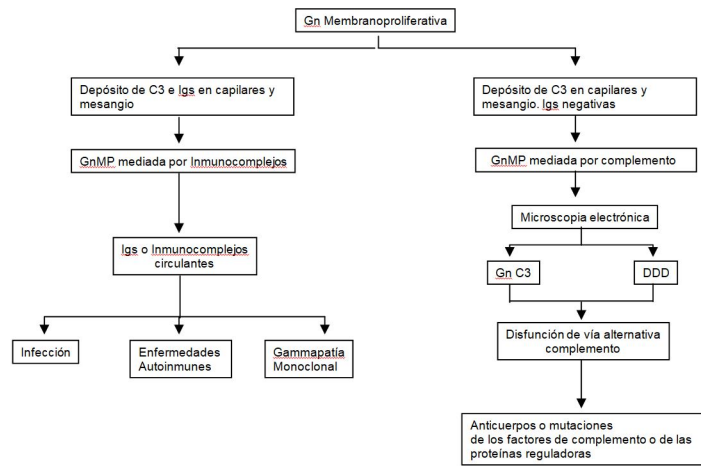 Gn Membranoproliferativa
Depósito de C3 e Igs en capilares y
mesangio
Depósito de C3 en capilares y
mesangio. Igs negativas
GnMP mediada por Inmunocomplejos
GnMP mediada por complemento
Microscopia electrónica
Igs o Inmunocomplejos
circulantes
Gn C3
DDD
Infección
Enfermedades
Autoinmunes
Gammapatía
Monoclonal
Disfunción de vía alternativa
complemento
Anticuerpos o mutaciones
de los factores de complemento o de las
proteínas reguladoras